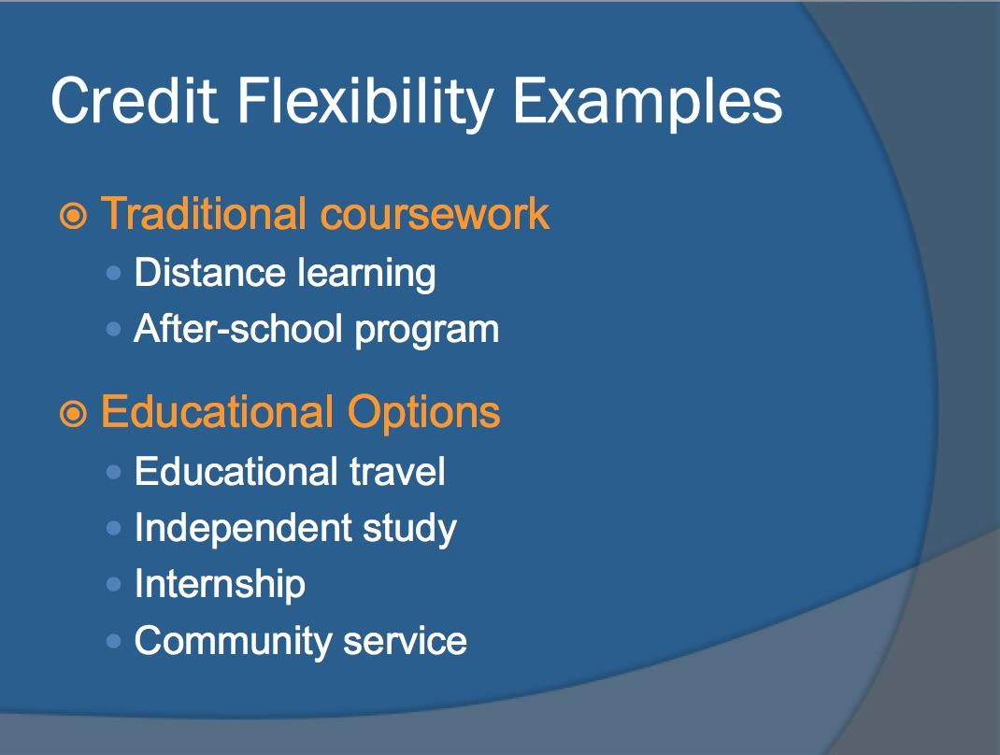 Credit Flexibility Examples
Traditional coursework
Distance learning
After-school program
Educational Options
Educational travel
Independent study
Internship
Community service